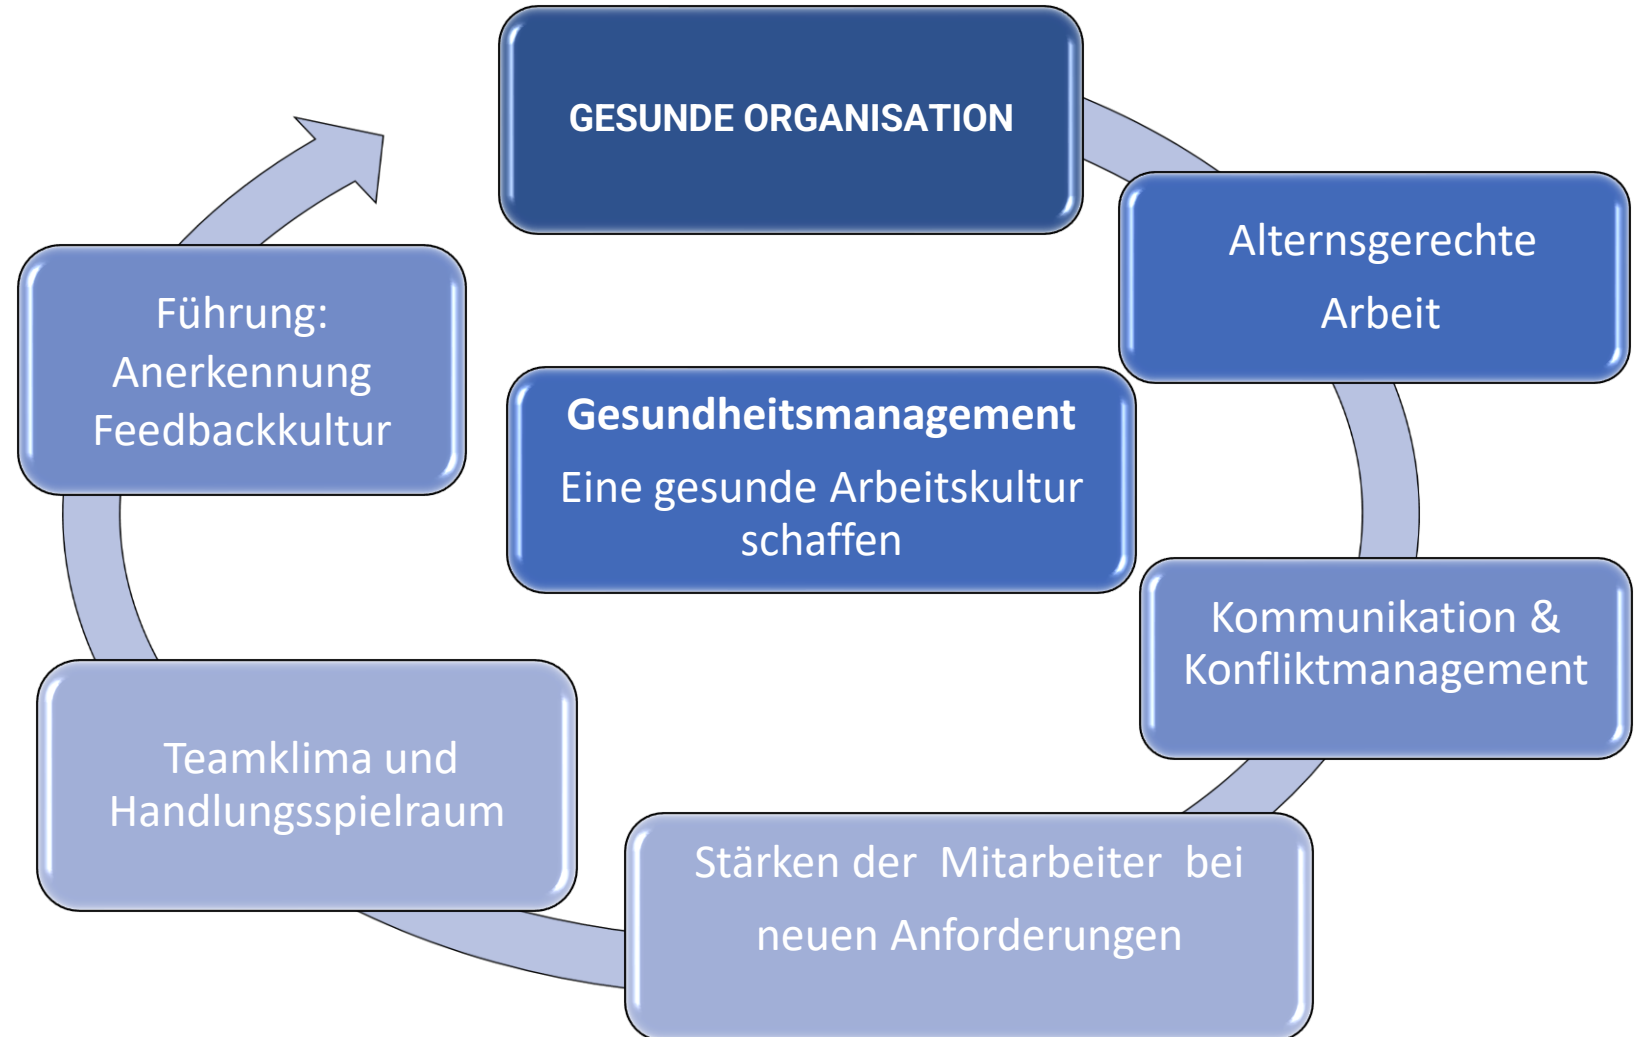 GESUNDE ORGANISATION
Alternsgerechte
Arbeit
Führung:
Anerkennung
Feedbackkultur
Gesundheitsmanagement
Eine gesunde Arbeitskultur
schaffen
Kommunikation &
Konfliktmanagement
Teamklima und
Handlungsspielraum
Stärken der  Mitarbeiter  bei
neuen Anforderungen